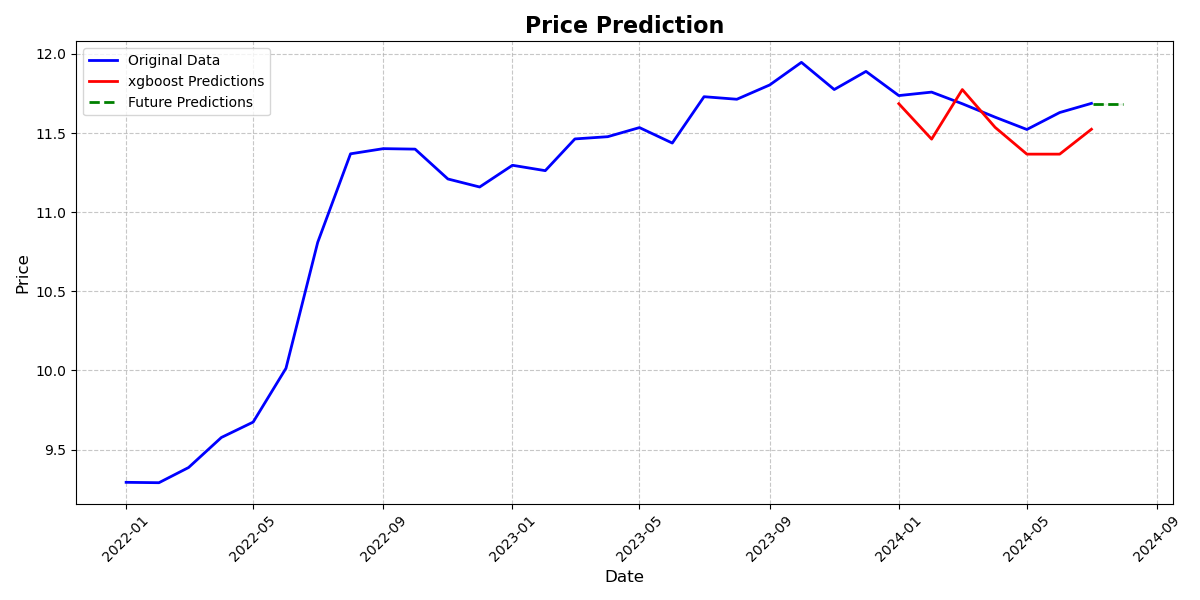 Price Prediction
Original Data
xgboost Predictions
Future Predictions
12.0
11.5
11.0
10.5
10.0
9.5
Price
2022-01
2022-05
2022-09
2023-01
2023-05
2023-09
2024-01
2024-05
2024-09
Date